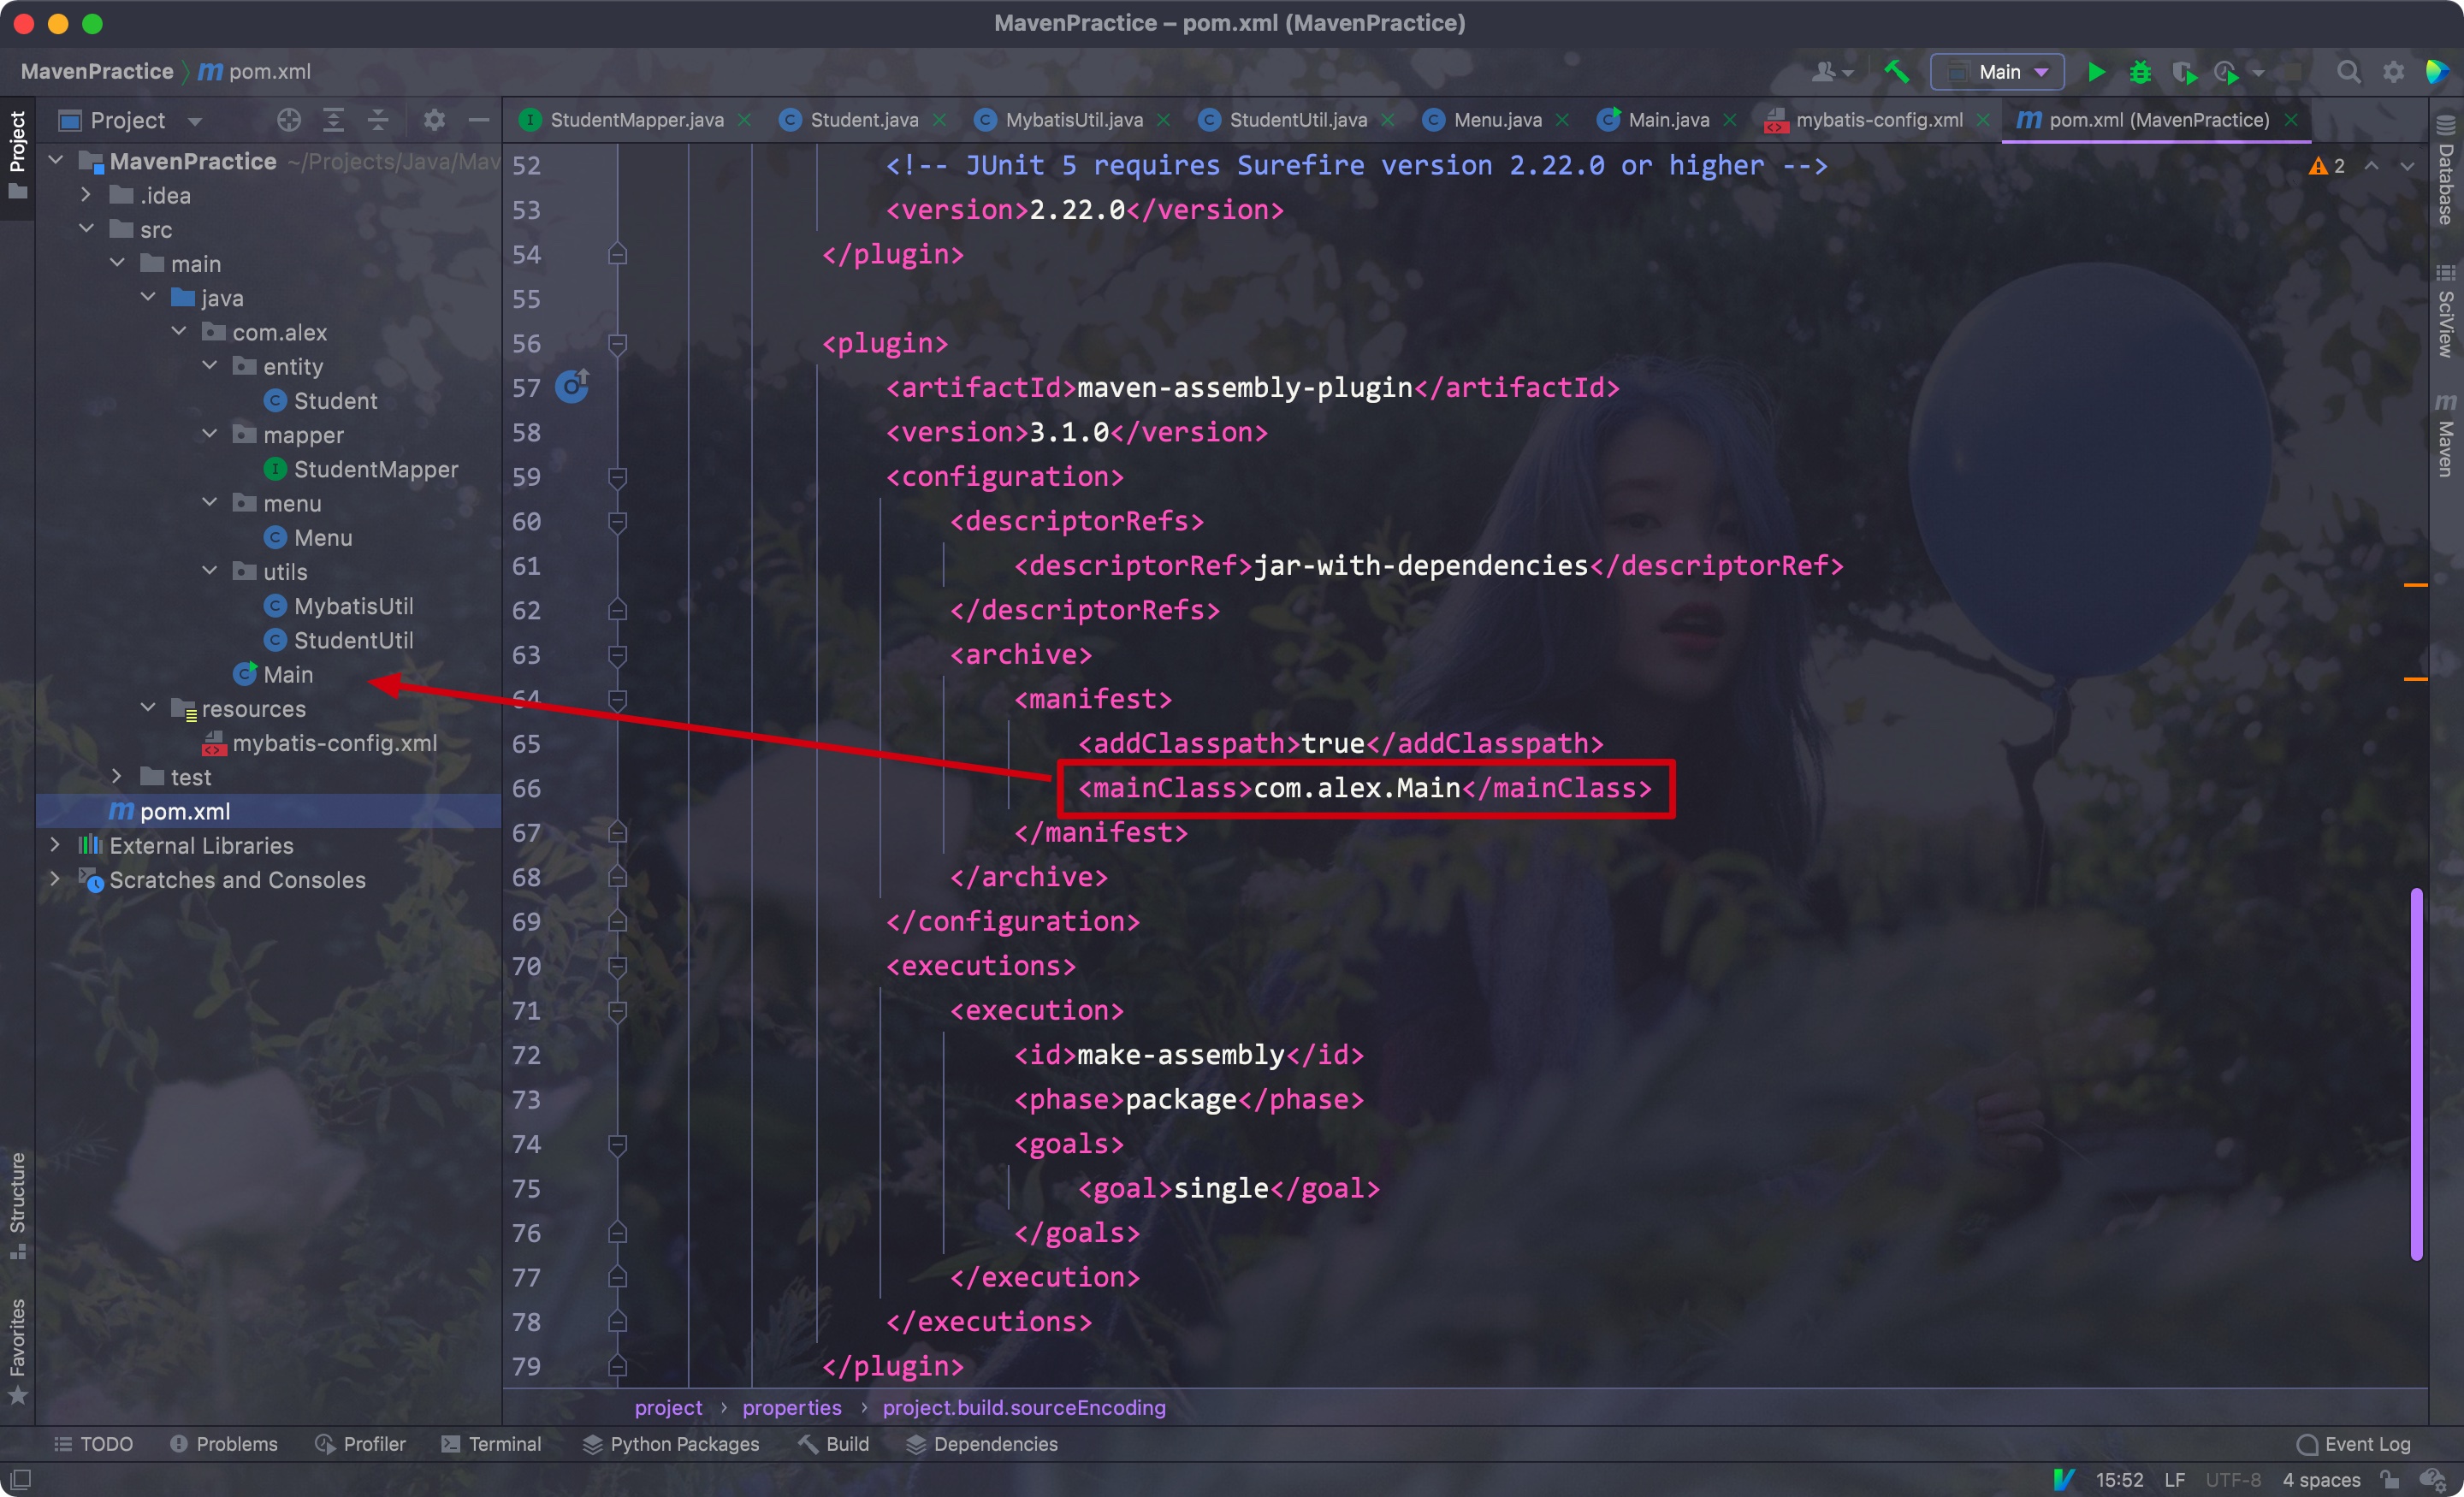 MavenPractice – pom.xml (MavenPractice)
MavenPractice pom.xml
Main
Project
Project
StudentMapper.java
Student.java
MybatisUtil.java
StudentUtil.java
Menu.java
Main.java
mybatis-config.xml
pom.xml (MavenPractice)
MavenPractice ~/Projects/Java/Mav
.idea
src
main
java
com.alex
entity
Student
mapper
StudentMapper
menu
Menu
utils
MybatisUtil
StudentUtil
Main
resources
mybatis-config.xml
test
pom.xml
External Libraries
Scratches and Consoles
Structure
Favorites
2
52 <!-- JUnit 5 requires Surefire version 2.22.0 or higher -->
53 <version>2.22.0</version>
54 </plugin>
55
56 <plugin>
57 <artifactId>maven-assembly-plugin</artifactId>
58 <version>3.1.0</version>
59 <configuration>
60 <descriptorRefs>
61 <descriptorRef>jar-with-dependencies</descriptorRef>
62 </descriptorRefs>
63 <archive>
64 <manifest>
65 <addClasspath>true</addClasspath>
66 <mainClass>com.alex.Main</mainClass>
67 </manifest>
68 </archive>
69 </configuration>
70 <executions>
71 <execution>
72 <id>make-assembly</id>
73 <phase>package</phase>
74 <goals>
75 <goal>single</goal>
76 </goals>
77 </execution>
78 </executions>
79 </plugin>
Database
SciView
Maven
project › properties › project.build.sourceEncoding
TODO Problems Profiler Terminal Python Packages Build Dependencies Event Log
15:52 LF UTF-8 4 spaces